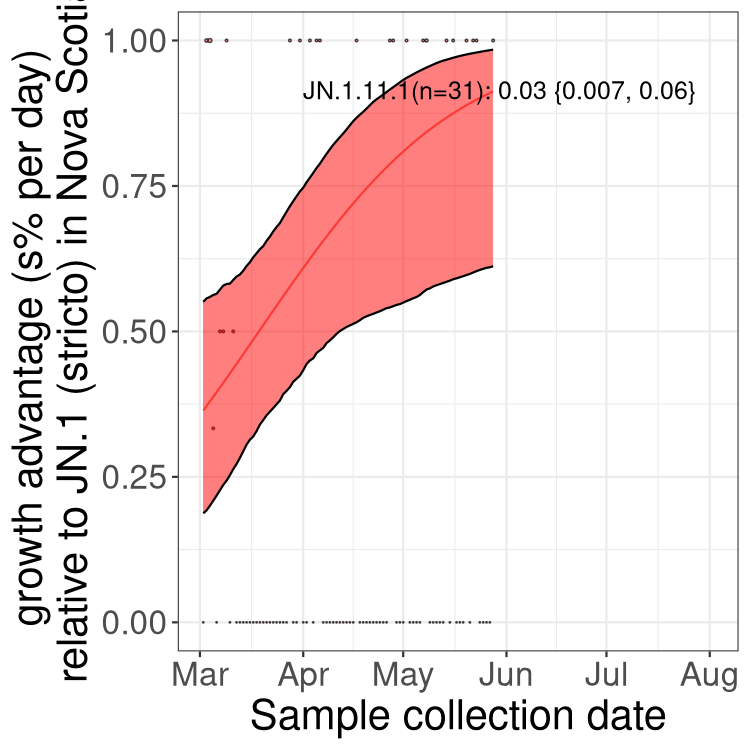 growth advantage (s% per day)
relative to JN.1 (stricto) in Nova Scotia
1.00
0.75
0.50
0.25
0.00
JN.1.11.1(n=31): 0.03 {0.007, 0.06}
Mar Apr May Jun Jul Aug
Sample collection date